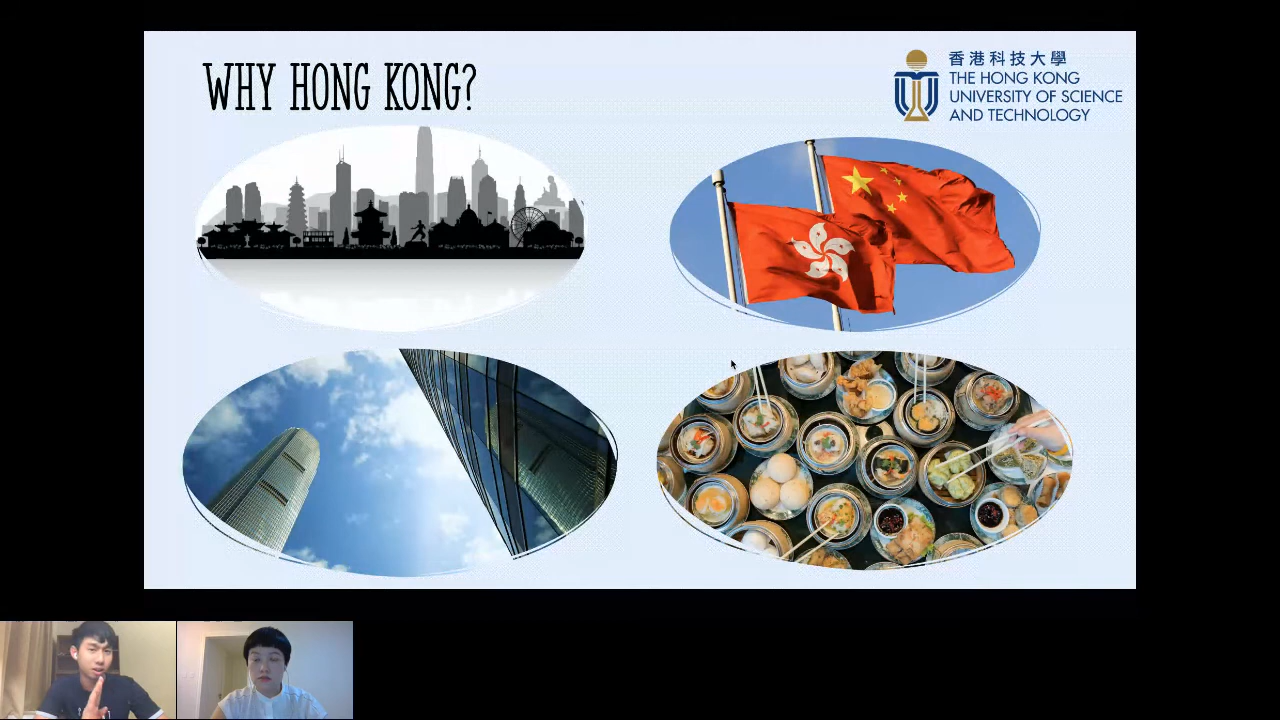 WHY HONG KONG?
香港科技大學
THE HONG KONG
UNIVERSITY OF SCIENCE
AND TECHNOLOGY